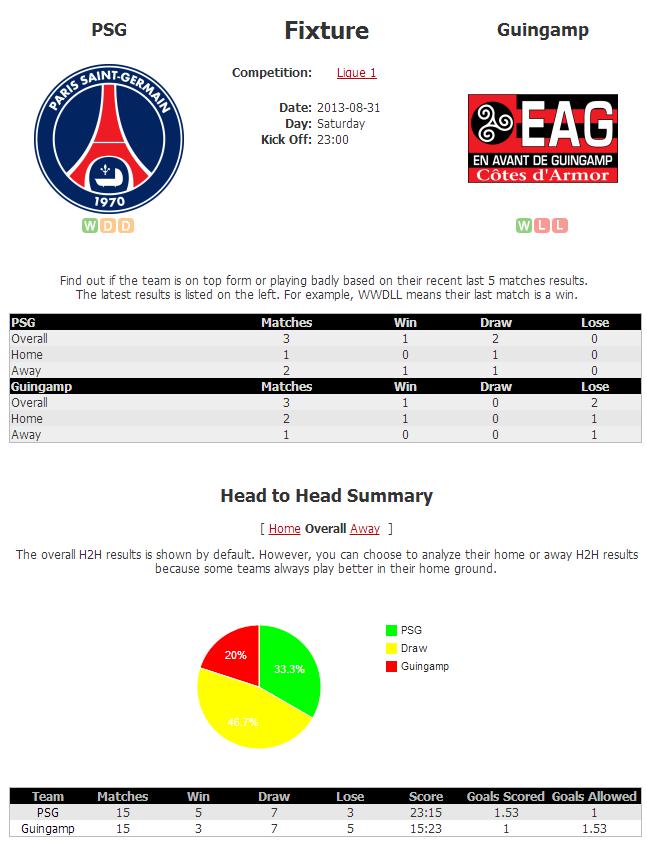 PSG
Fixture
Guingamp
Competition: Ligue 1
PARIS SAINT-GERMAIN
1970
Date: 2013-08-31
Day: Saturday
Kick Off: 23:00
EAG
EN AVANT DE GUINGAMP
Côtes d'Armor
W D D
W L L
Find out if the team is on top form or playing badly based on their recent last 5 matches results.
The latest results is listed on the left. For example, WWDLL means their last match is a win.
PSG Matches Win Draw Lose
Overall 3 1 2 0
Home 1 0 1 0
Away 2 1 1 0
Guingamp Matches Win Draw Lose
Overall 3 1 0 2
Home 2 1 0 1
Away 1 0 0 1
Head to Head Summary
[ Home Overall Away ]
The overall H2H results is shown by default. However, you can choose to analyze their home or away H2H results
because some teams always play better in their home ground.
PSG
Draw
Guingamp
20%
33.3%
46.7%
Team Matches Win Draw Lose Score Goals Scored Goals Allowed
PSG 15 5 7 3 23:15 1.53 1
Guingamp 15 3 7 5 15:23 1 1.53